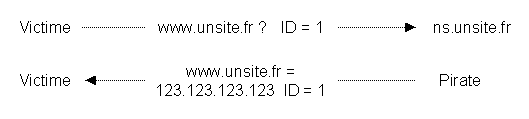 Victime www.unsite.fr ? ID = 1 ns.unsite.fr
Victime www.unsite.fr = Pirate
123.123.123.123 ID = 1